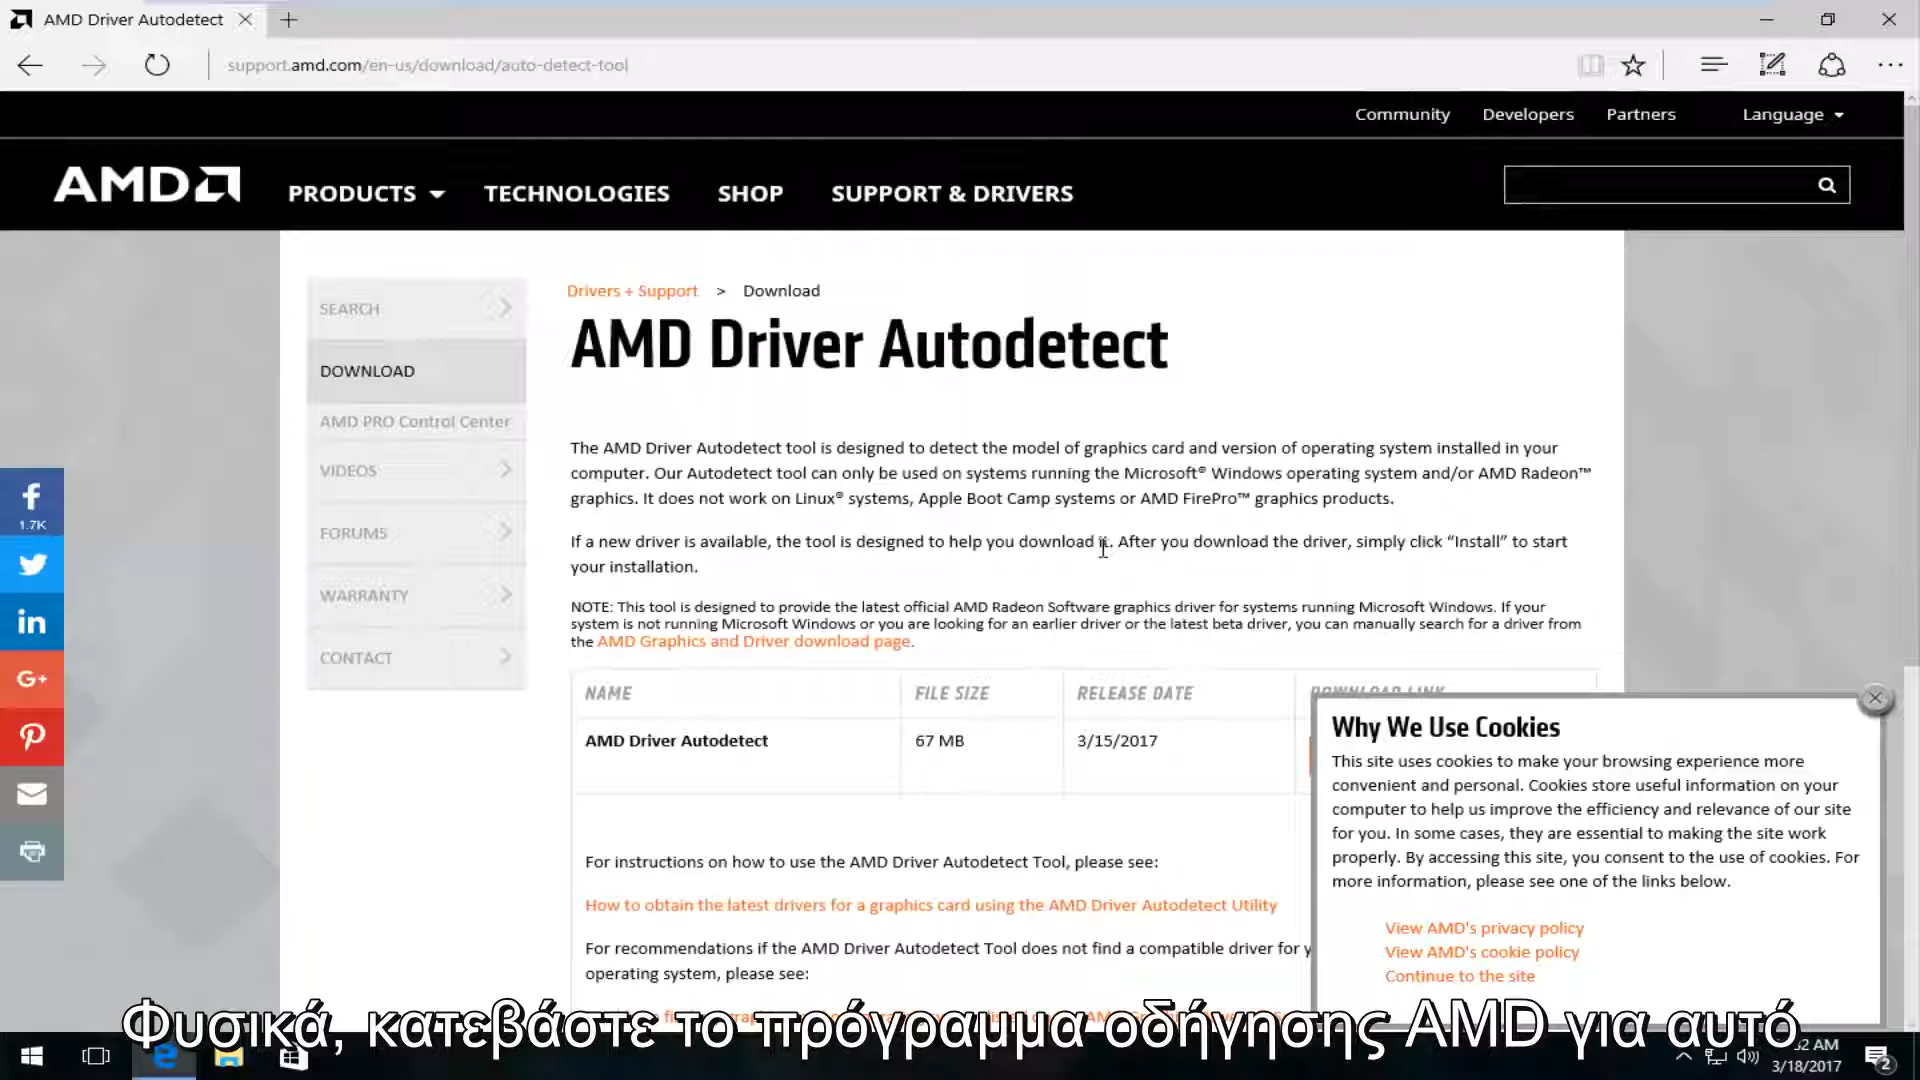 AMD Driver Autodetect
support.amd.com/en-us/download/auto-detect-tool
Community Developers Partners Language
AMD PRODUCTS TECHNOLOGIES SHOP SUPPORT & DRIVERS
SEARCH
DOWNLOAD
AMD PRO Control Center
VIDEOS
FORUMS
WARRANTY
CONTACT
1.7K
in
G+
Drivers + Support > Download
AMD Driver Autodetect
The AMD Driver Autodetect tool is designed to detect the model of graphics card and version of operating system installed in your
computer. Our Autodetect tool can only be used on systems running the Microsoft® Windows operating system and/or AMD Radeon™
graphics. It does not work on Linux® systems, Apple Boot Camp systems or AMD FirePro™ graphics products.
If a new driver is available, the tool is designed to help you download it. After you download the driver, simply click “Install” to start
your installation.
NOTE: This tool is designed to provide the latest official AMD Radeon Software graphics driver for systems running Microsoft Windows. If your
system is not running Microsoft Windows or you are looking for an earlier driver or the latest beta driver, you can manually search for a driver from
the AMD Graphics and Driver download page.
NAME FILE SIZE RELEASE DATE DOWNLOAD LINK
AMD Driver Autodetect 67 MB 3/15/2017
For instructions on how to use the AMD Driver Autodetect Tool, please see:
How to obtain the latest drivers for a graphics card using the AMD Driver Autodetect Utility
For recommendations if the AMD Driver Autodetect Tool does not find a compatible driver for
operating system, please see:
Why We Use Cookies
This site uses cookies to make your browsing experience more
convenient and personal. Cookies store useful information on your
computer to help us improve the efficiency and relevance of our site
for you. In some cases, they are essential to making the site work
properly. By accessing this site, you consent to the use of cookies. For
more information, please see one of the links below.
View AMD's privacy policy
View AMD's cookie policy
Continue to the site
Φυσικά, κατεβάστε το πρόγραμμα οδήγησης AMD για αυτό
AM
3/18/2017
2